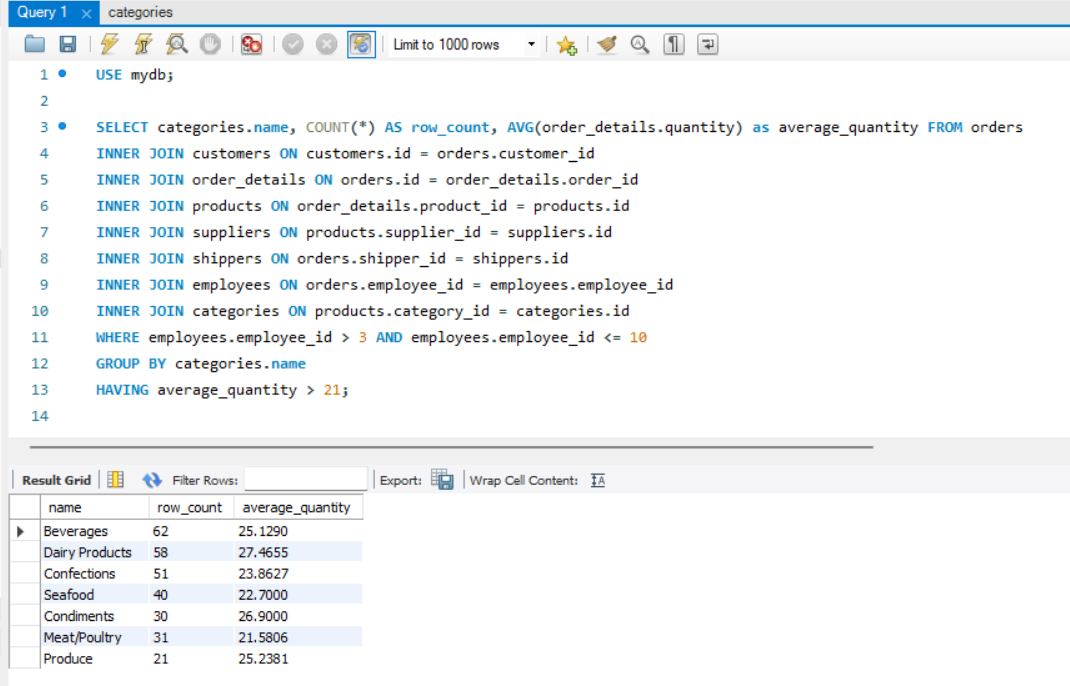 Query 1 × categories
Limit to 1000 rows
1 USE mydb;
2
3 SELECT categories.name, COUNT(*) AS row_count, AVG(order_details.quantity) as average_quantity FROM orders
4 INNER JOIN customers ON customers.id = orders.customer_id
5 INNER JOIN order_details ON orders.id = order_details.order_id
6 INNER JOIN products ON order_details.product_id = products.id
7 INNER JOIN suppliers ON products.supplier_id = suppliers.id
8 INNER JOIN shippers ON orders.shipper_id = shippers.id
9 INNER JOIN employees ON orders.employee_id = employees.employee_id
10 INNER JOIN categories ON products.category_id = categories.id
11 WHERE employees.employee_id > 3 AND employees.employee_id <= 10
12 GROUP BY categories.name
13 HAVING average_quantity > 21;
14
Result Grid Filter Rows: Export: Wrap Cell Content: IA
name row_count average_quantity
Beverages 62 25.1290
Dairy Products 58 27.4655
Confections 51 23.8627
Seafood 40 22.7000
Condiments 30 26.9000
Meat/Poultry 31 21.5806
Produce 21 25.2381